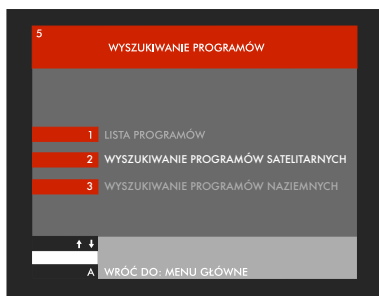 5
WYSZUKIWANIE PROGRAMÓW
1 LISTA PROGRAMÓW
2 WYSZUKIWANIE PROGRAMÓW SATELITARNYCH
3 WYSZUKIWANIE PROGRAMÓW NAZIEMNYCH
A WRÓĆ DO: MENU GŁÓWNE